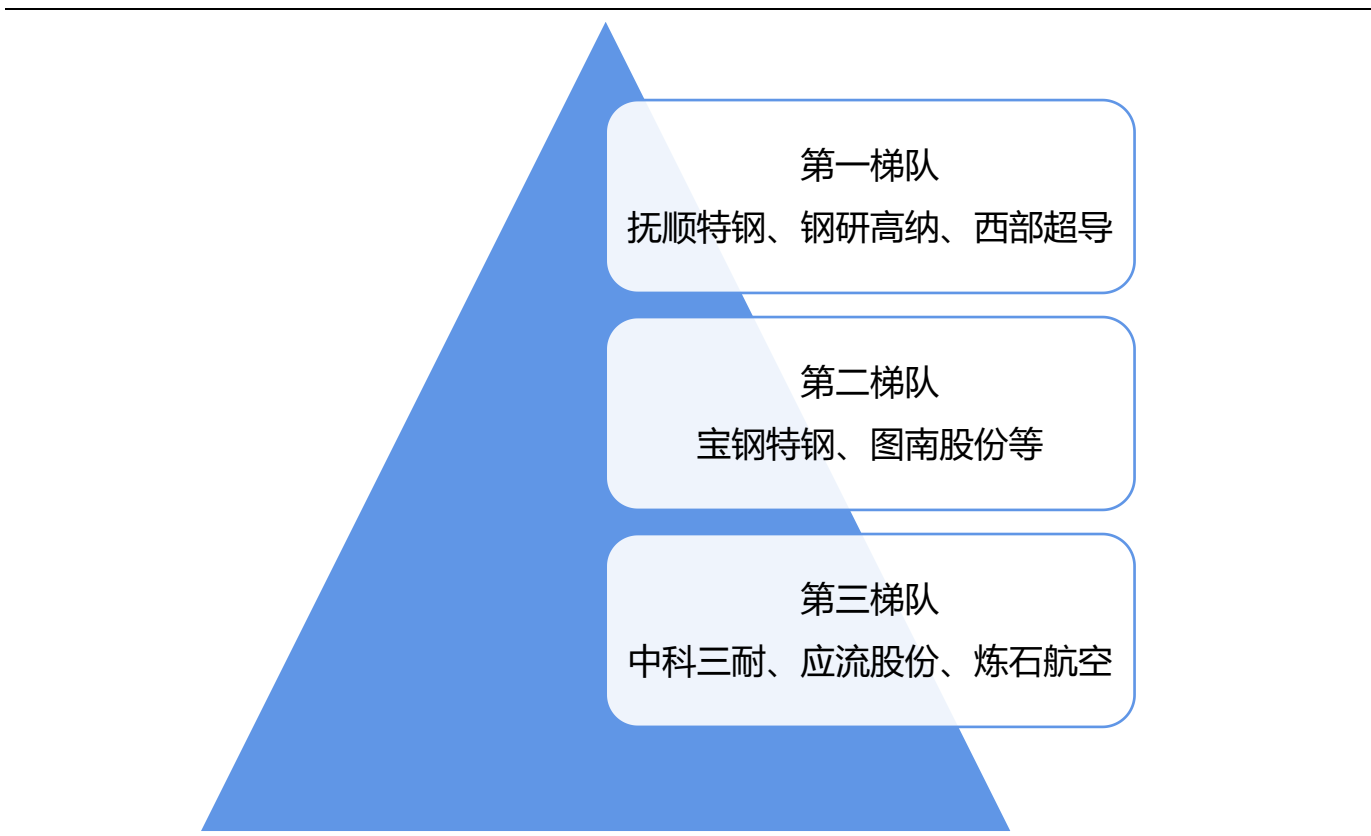 第一梯队
抚顺特钢、钢研高纳、西部超导
第二梯队
宝钢特钢、图南股份等
第三梯队
中科三耐、应流股份、炼石航空